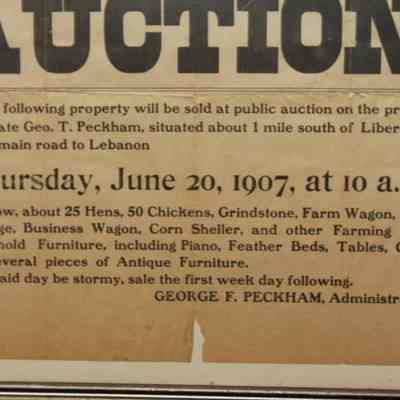 AUCTION
following property will be sold at public auction on the pr
ate Geo. T. Peckham, situated about 1 mile south of Liber
main road to Lebanon
ursday, June 20, 1907, at 10 a.
ow, about 25 Hens, 50 Chickens, Grindstone, Farm Wagon,
ge, Business Wagon, Corn Sheller, and other Farming
hold Furniture, including Piano, Feather Beds, Tables, C
everal pieces of Antique Furniture.
aid day be stormy, sale the first week day following.
GEORGE F. PECKHAM, Administr